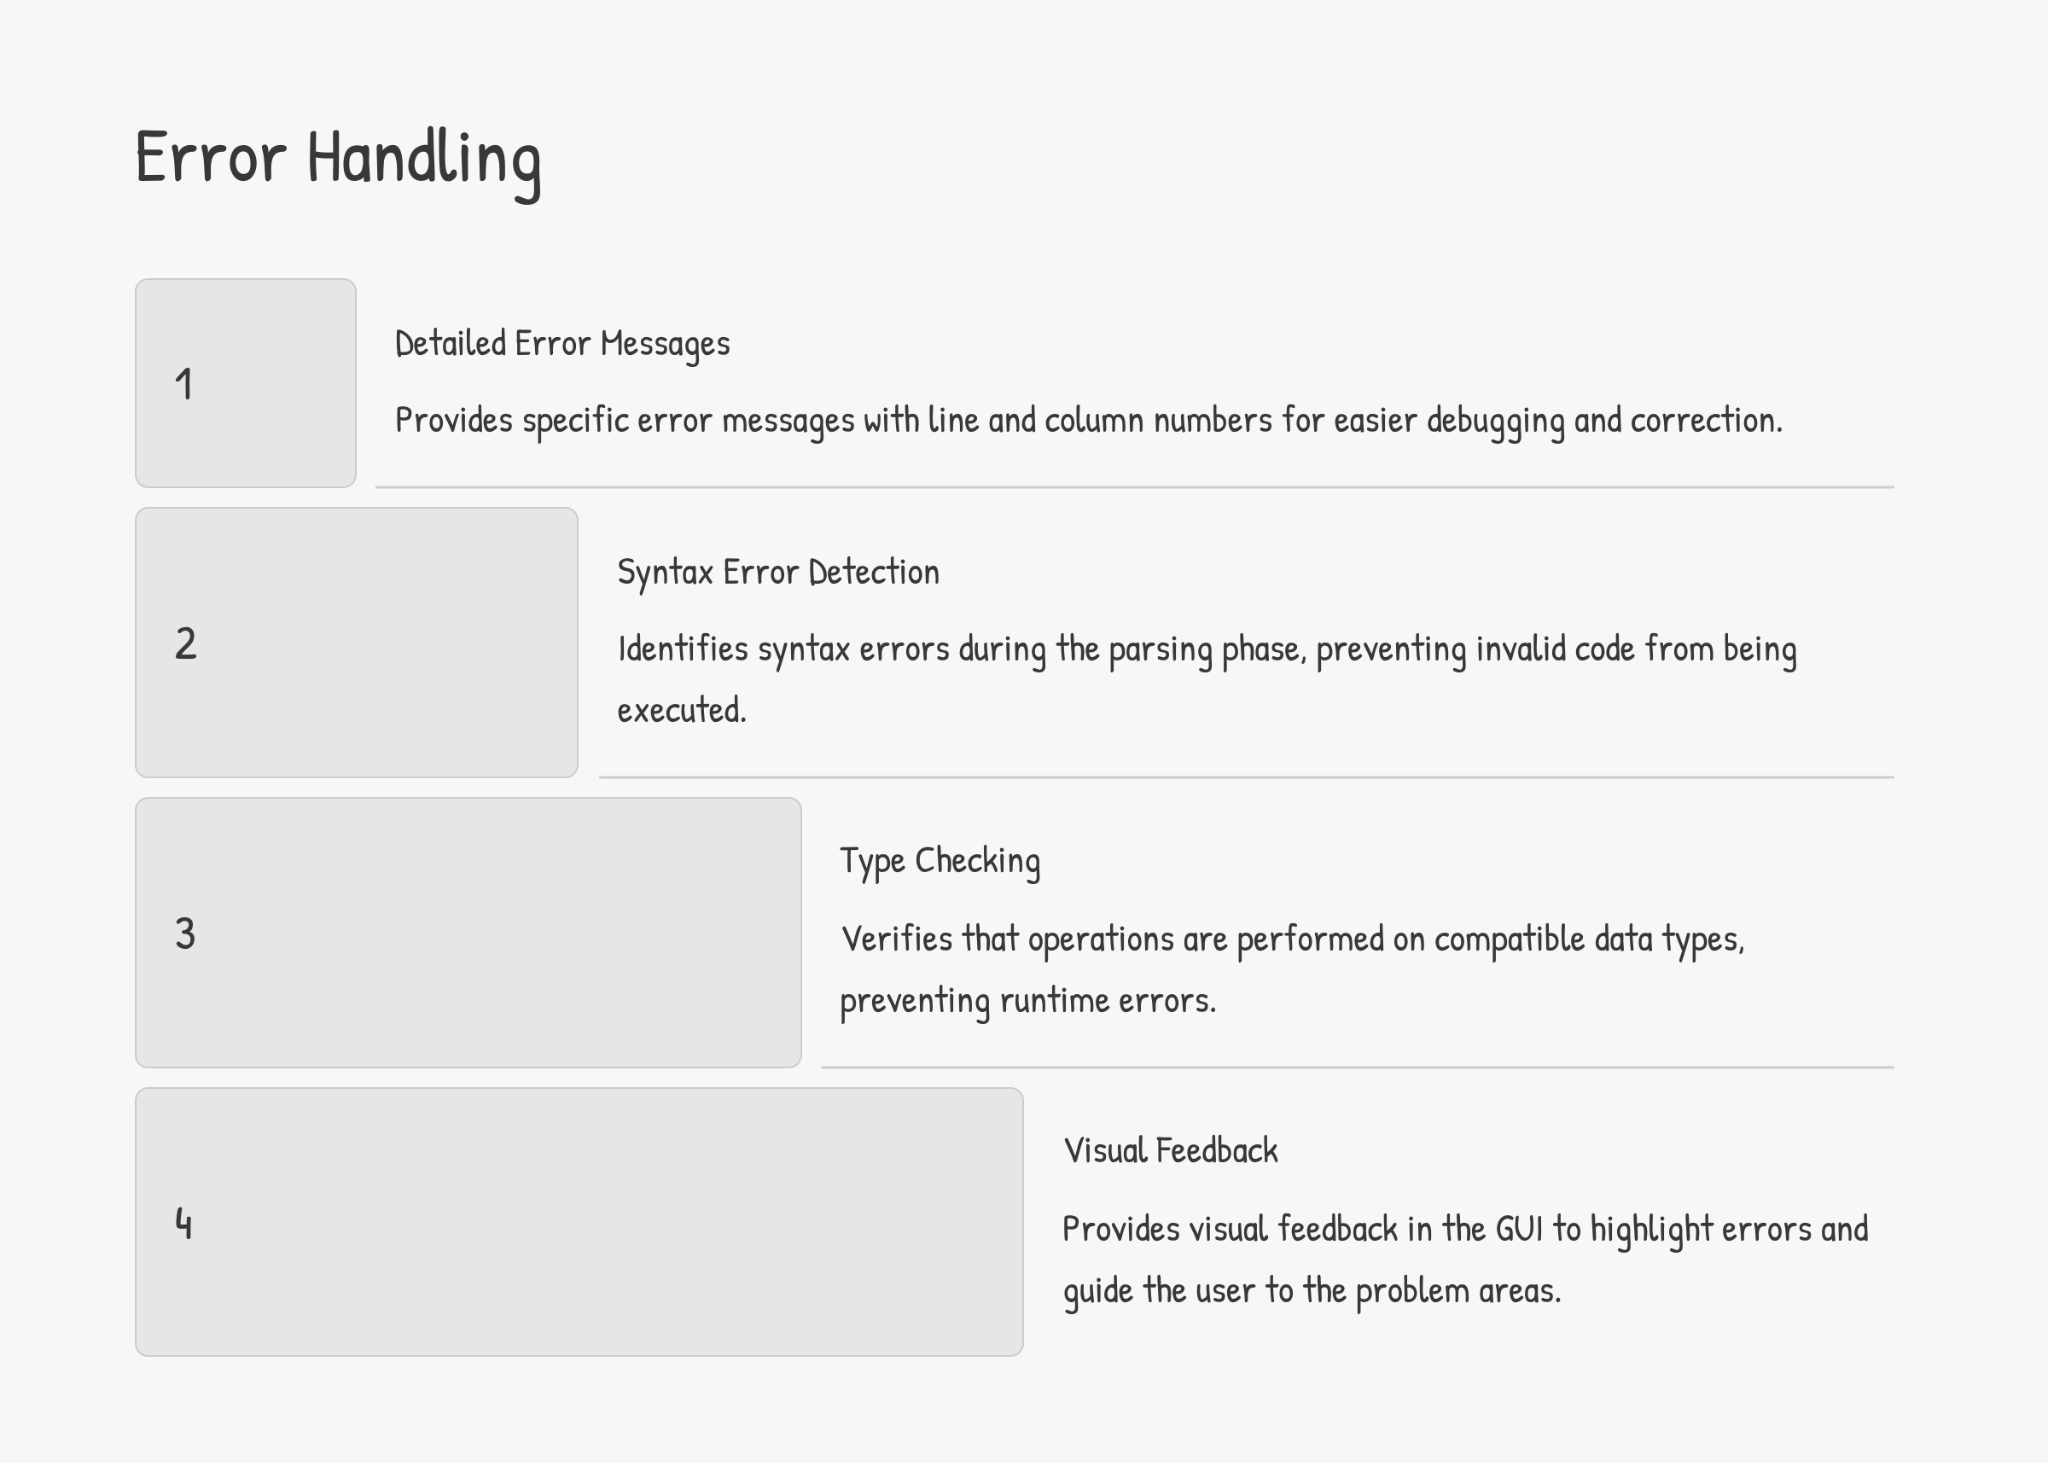 Error Handling
1
Detailed Error Messages
Provides specific error messages with line and column numbers for easier debugging and correction.
2
Syntax Error Detection
Identifies syntax errors during the parsing phase, preventing invalid code from being
executed.
3
Type Checking
Verifies that operations are performed on compatible data types,
preventing runtime errors.
4
Visual Feedback
Provides visual feedback in the GUI to highlight errors and
guide the user to the problem areas.